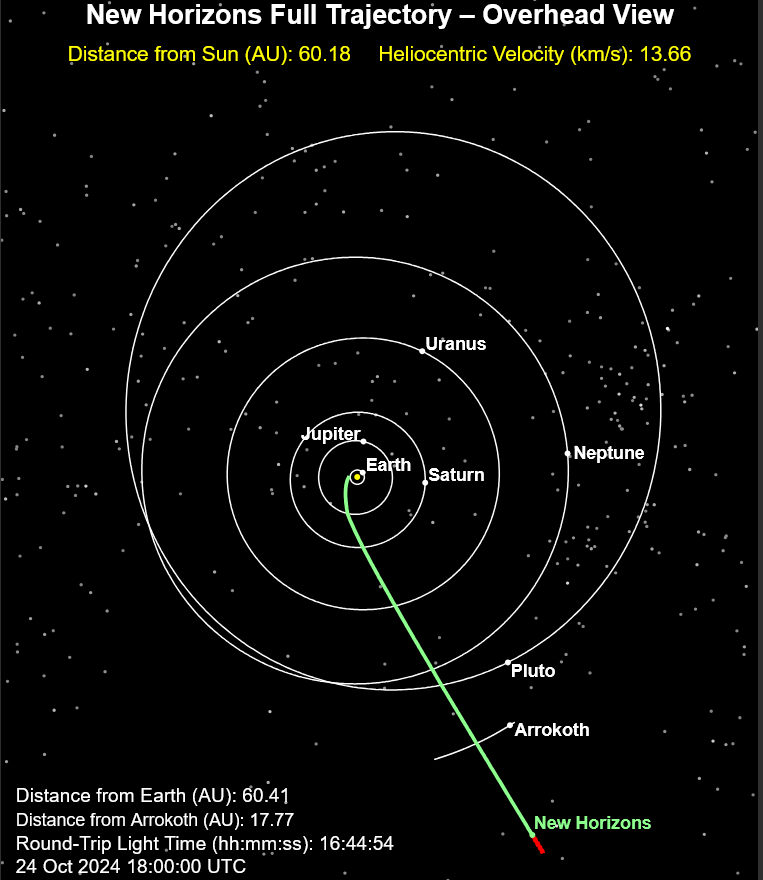 New Horizons Full Trajectory – Overhead View
Distance from Sun (AU): 60.18 Heliocentric Velocity (km/s): 13.66
Uranus
Jupiter
Neptune
Earth
Saturn
Pluto
Arrokoth
New Horizons
Distance from Earth (AU): 60.41
Distance from Arrokoth (AU): 17.77
Round-Trip Light Time (hh:mm:ss): 16:44:54
24 Oct 2024 18:00:00 UTC